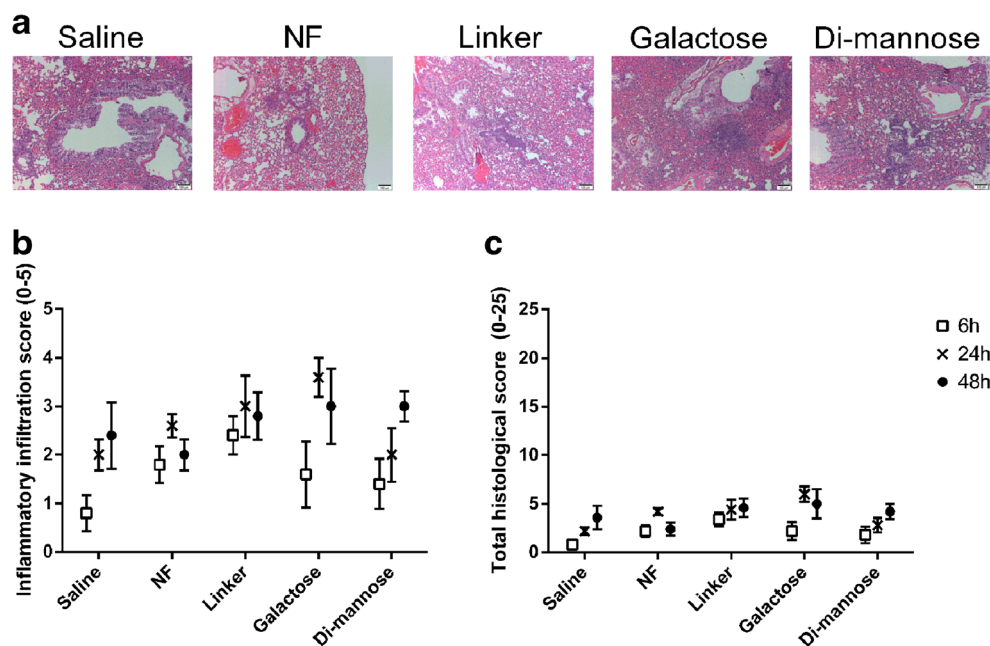 a
Saline NF Linker Galactose Di-mannose
b
Inflammatory infiltration score (0-5)
5
4
3
2
1
0
Saline
NF
Linker
Galactose
Di-mannose
c
Total histological score (0-25)
25
20
15
10
5
0
Saline
NF
Linker
Galactose
Di-mannose
6h
24h
48h